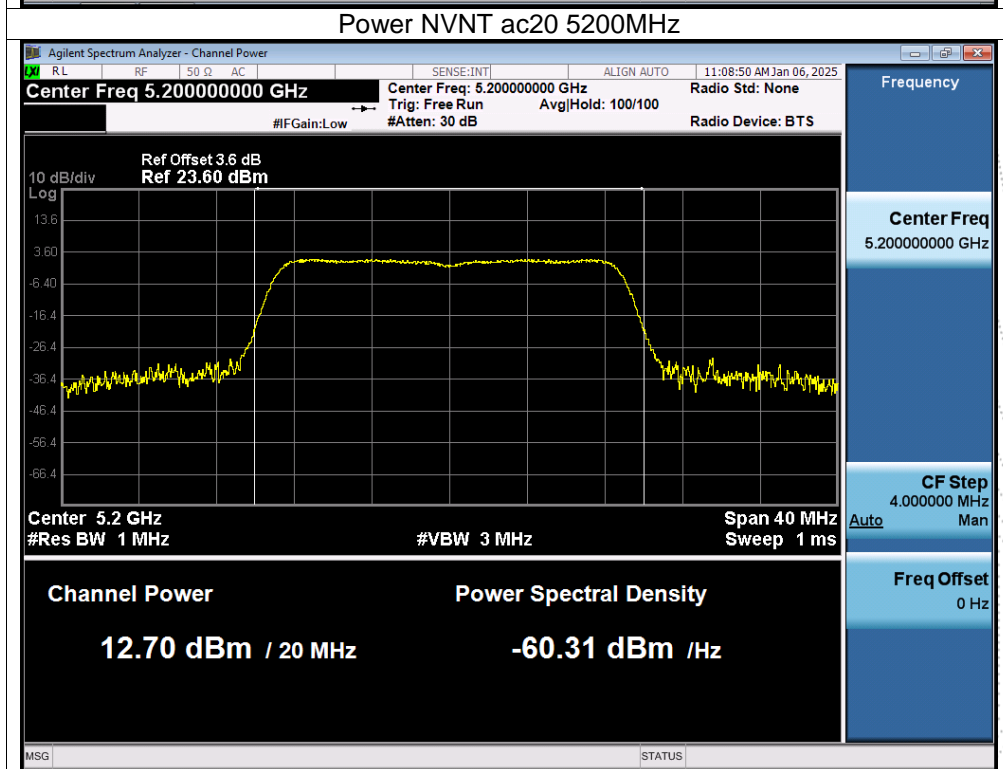 Power NVNT ac20 5200MHz
Agilent Spectrum Analyzer - Channel Power
LXI RL RF 50 Ω AC SENSE:INT ALIGN AUTO 11:08:50 AM Jan 06, 2025
Center Freq 5.200000000 GHz
Center Freq: 5.200000000 GHz
Radio Std: None
Trig: Free Run Avg|Hold: 100/100
#IFGain:Low
#Atten: 30 dB
Radio Device: BTS
Ref Offset 3.6 dB
10 dB/div Ref 23.60 dBm
Log
13.6
3.60
-6.40
-16.4
-26.4
-36.4
-46.4
-56.4
-66.4
Center 5.2 GHz Span 40 MHz
#Res BW 1 MHz #VBW 3 MHz Sweep 1 ms
Channel Power Power Spectral Density
12.70 dBm / 20 MHz -60.31 dBm /Hz
Frequency
Center Freq
5.200000000 GHz
CF Step
4.000000 MHz
Auto Man
Freq Offset
0 Hz
MSG STATUS